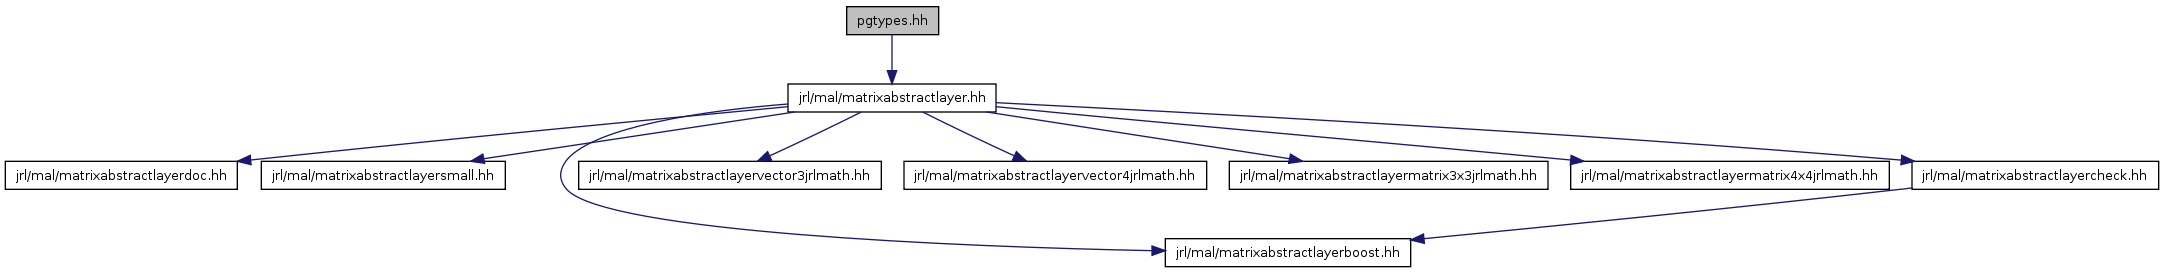 pgtypes.hh
jrl/mal/matrixabstractlayer.hh
jrl/mal/matrixabstractlayerdoc.hh
jrl/mal/matrixabstractlayersmall.hh
jrl/mal/matrixabstractlayervector3jrlmath.hh
jrl/mal/matrixabstractlayervector4jrlmath.hh
jrl/mal/matrixabstractlayermatrix3x3jrlmath.hh
jrl/mal/matrixabstractlayermatrix4x4jrlmath.hh
jrl/mal/matrixabstractlayercheck.hh
jrl/mal/matrixabstractlayerboost.hh